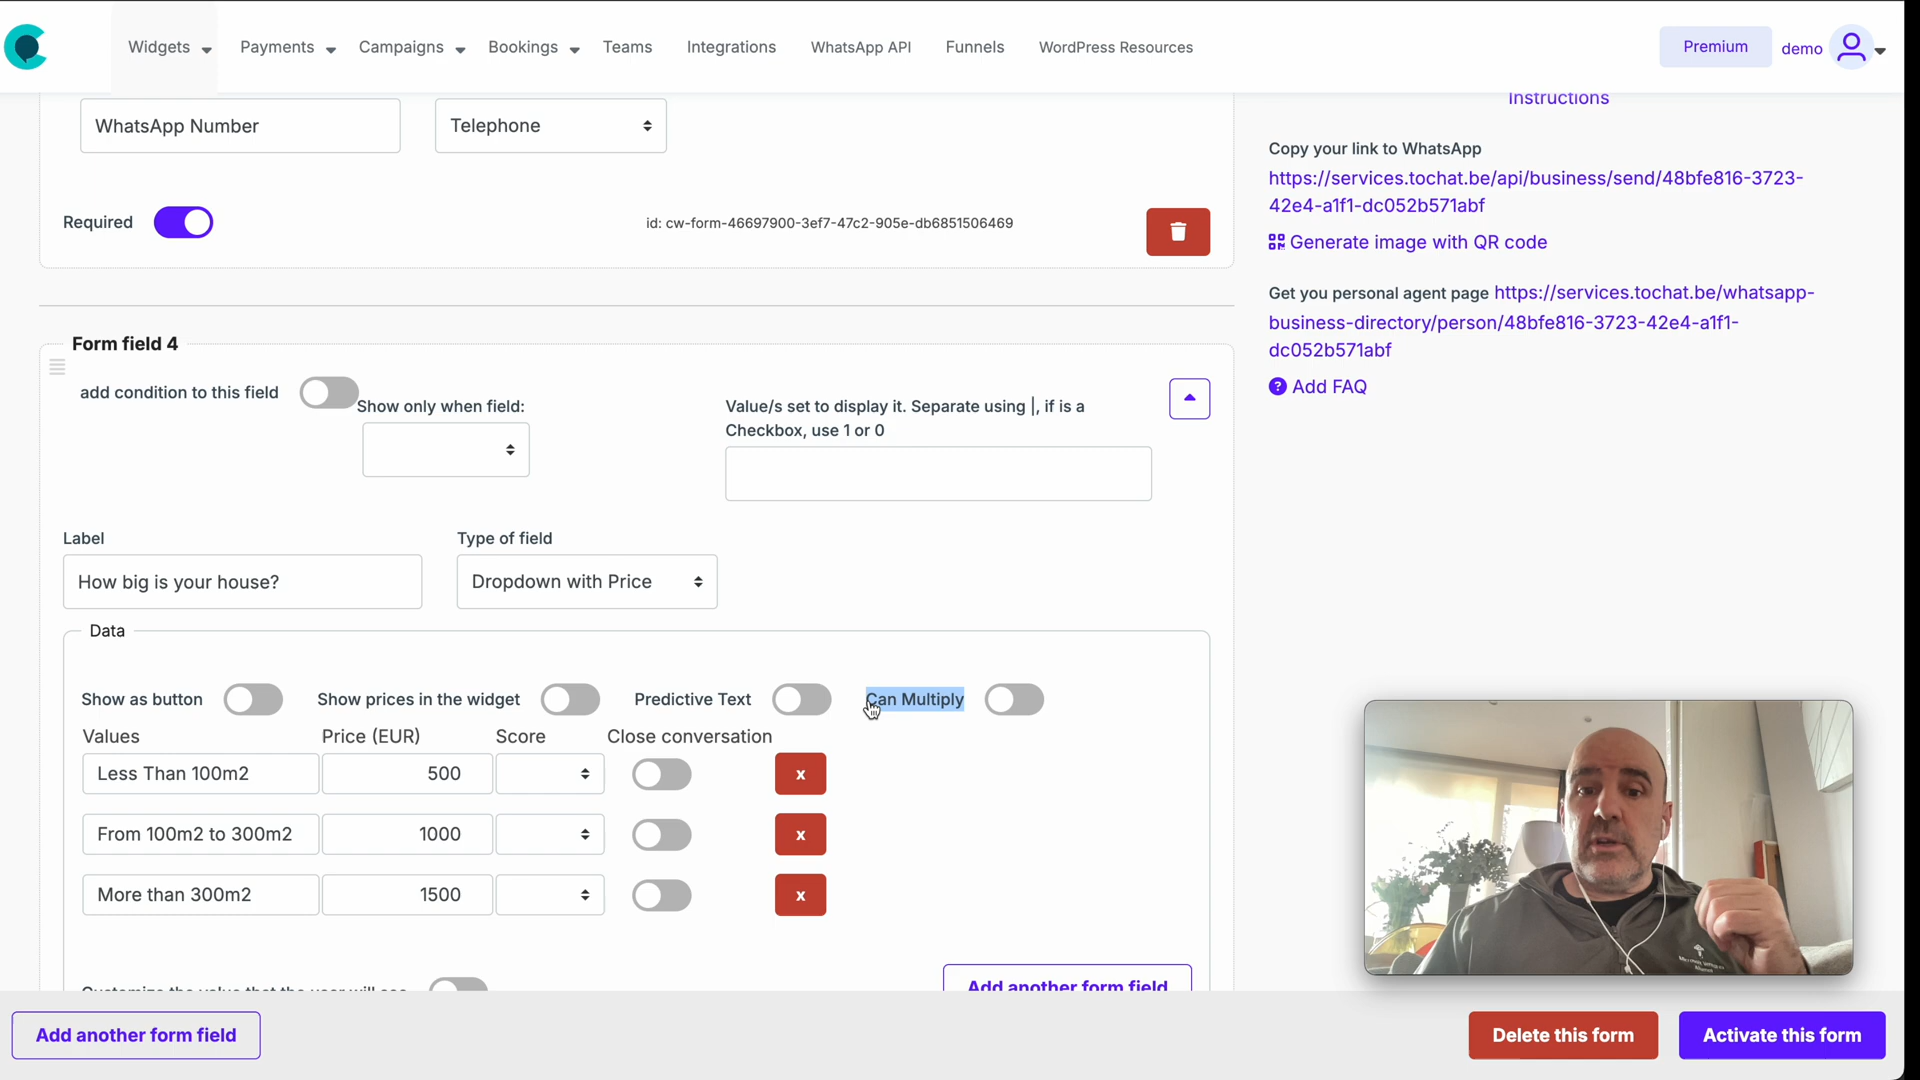 Widgets
Payments
Campaigns
Bookings
Teams
Integrations
WhatsApp API
Funnels
WordPress Resources
Premium
demo
WhatsApp Number
Telephone
Required
id: cw-form-46697900-3ef7-47c2-905e-db6851506469
Instructions
Copy your link to WhatsApp
https://services.tochat.be/api/business/send/48bfe816-3723-
42e4-a1f1-dc052b571abf
Generate image with QR code
Get you personal agent page https://services.tochat.be/whatsapp-
business-directory/person/48bfe816-3723-42e4-a1f1-
dc052b571abf
Add FAQ
Form field 4
add condition to this field
Show only when field:
Value/s set to display it. Separate using |, if is a
Checkbox, use 1 or 0
Label
Type of field
How big is your house?
Dropdown with Price
Data
Show as button
Show prices in the widget
Predictive Text
Can Multiply
Values
Price (EUR)
Score
Close conversation
Less Than 100m2
500
x
From 100m2 to 300m2
1000
x
More than 300m2
1500
x
Customize the value that the user will see
Add another form field
Add another form field
Delete this form
Activate this form